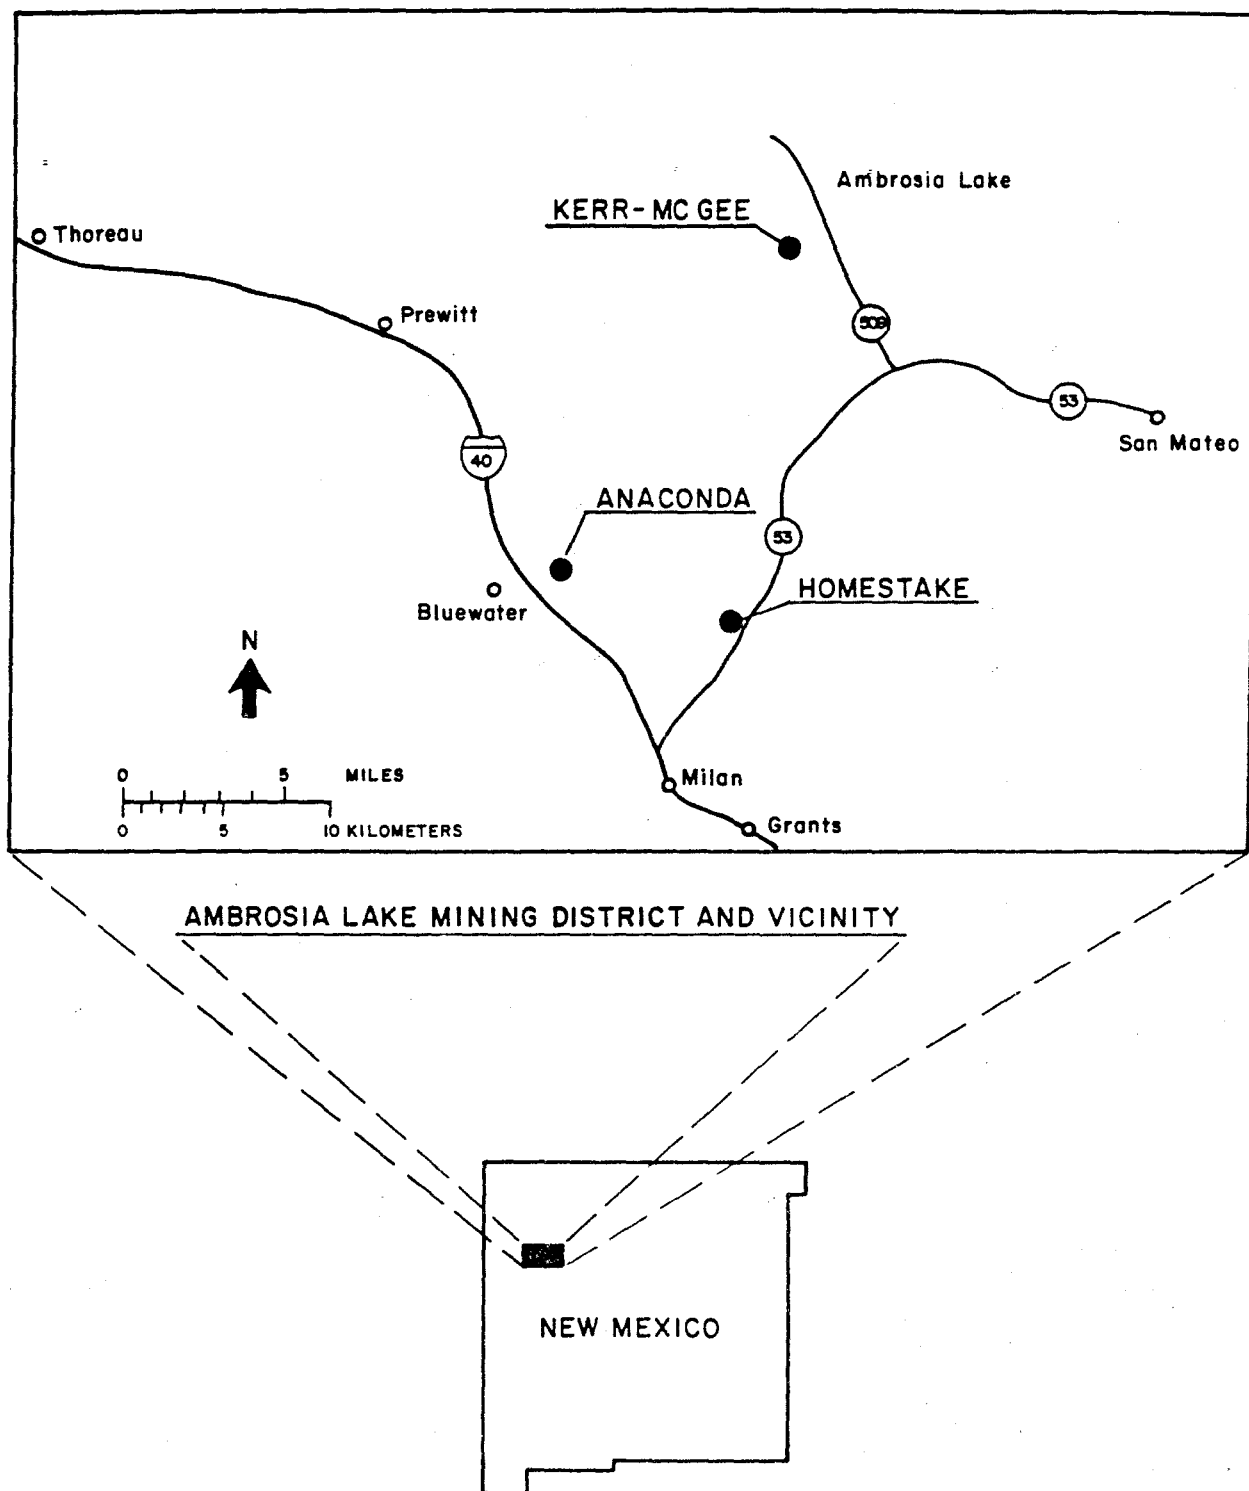 Ambrosia Lake
KERR-MC GEE
Thoreau
Prewitt
509
53
San Mateo
40
ANACONDA
53
HOMESTAKE
Bluewater
N
0 5 MILES
Milan
0 5 10 KILOMETERS
Grants
AMBROSIA LAKE MINING DISTRICT AND VICINITY
NEW MEXICO